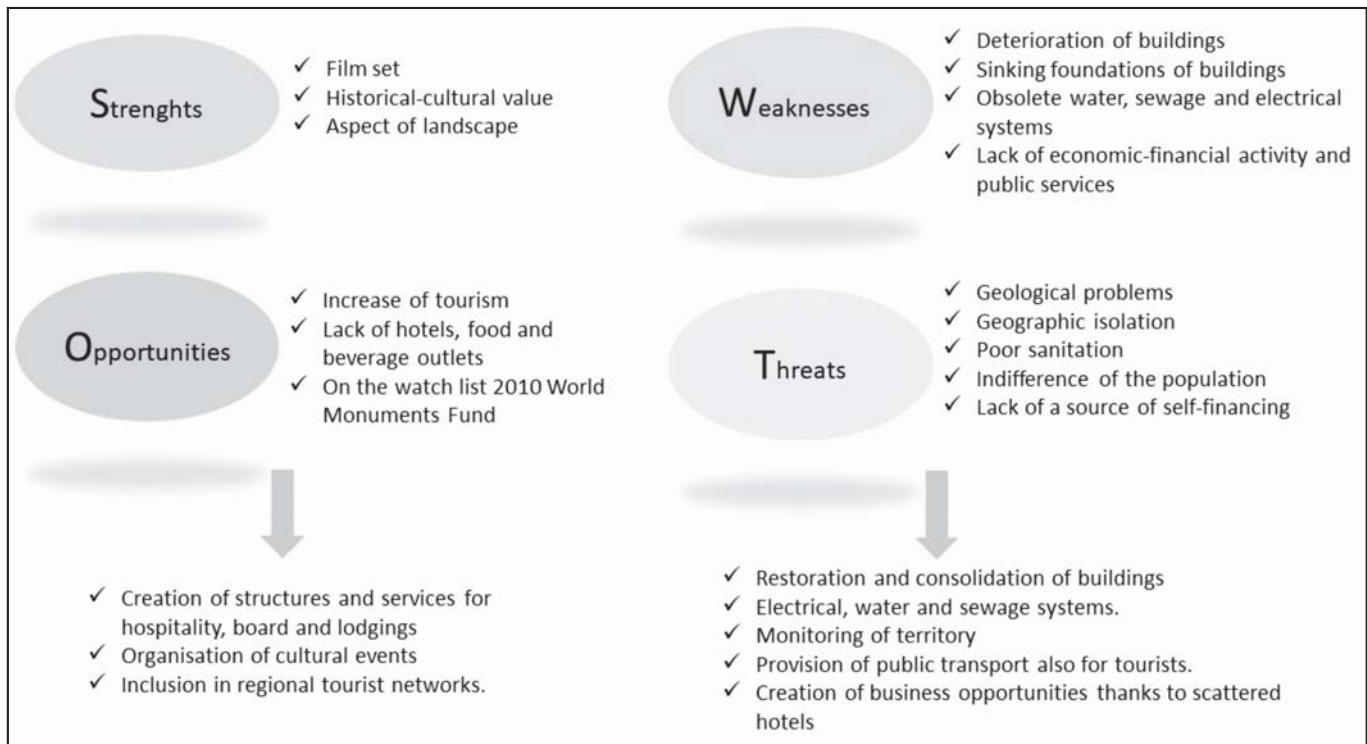 Strenghts
✓ Film set
✓ Historical-cultural value
✓ Aspect of landscape
Weaknesses
✓ Deterioration of buildings
✓ Sinking foundations of buildings
✓ Obsolete water, sewage and electrical
systems
✓ Lack of economic-financial activity and
public services
Opportunities
✓ Increase of tourism
✓ Lack of hotels, food and
beverage outlets
✓ On the watch list 2010 World
Monuments Fund
Threats
✓ Geological problems
✓ Geographic isolation
✓ Poor sanitation
✓ Indifference of the population
✓ Lack of a source of self-financing
✓ Creation of structures and services for
hospitality, board and lodgings
✓ Organisation of cultural events
✓ Inclusion in regional tourist networks.
✓ Restoration and consolidation of buildings
✓ Electrical, water and sewage systems.
✓ Monitoring of territory
✓ Provision of public transport also for tourists.
✓ Creation of business opportunities thanks to scattered
hotels